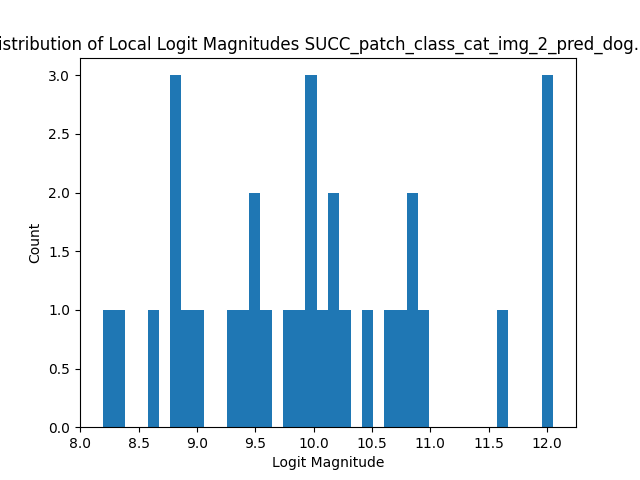 istribution of Local Logit Magnitudes SUCC_patch_class_cat_img_2_pred_dog.
3.0
2.5
2.0
1.5
1.0
0.5
0.0
Count
8.0 8.5 9.0 9.5 10.0 10.5 11.0 11.5 12.0
Logit Magnitude